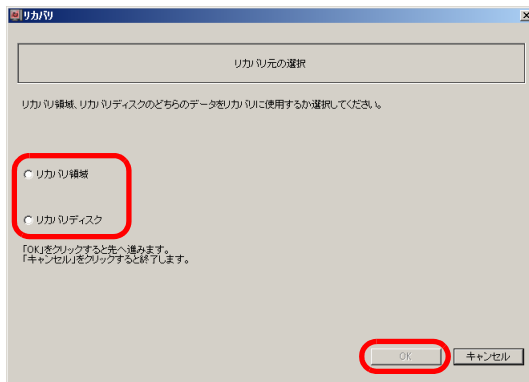 リカバリ
リカバリ元の選択
リカバリ領域、リカバリディスクのどちらのデータをリカバリに使用するか選択してください。
リカバリ領域
リカバリディスク
「OK」をクリックすると先へ進みます。
「キャンセル」をクリックすると終了します。
OK
キャンセル